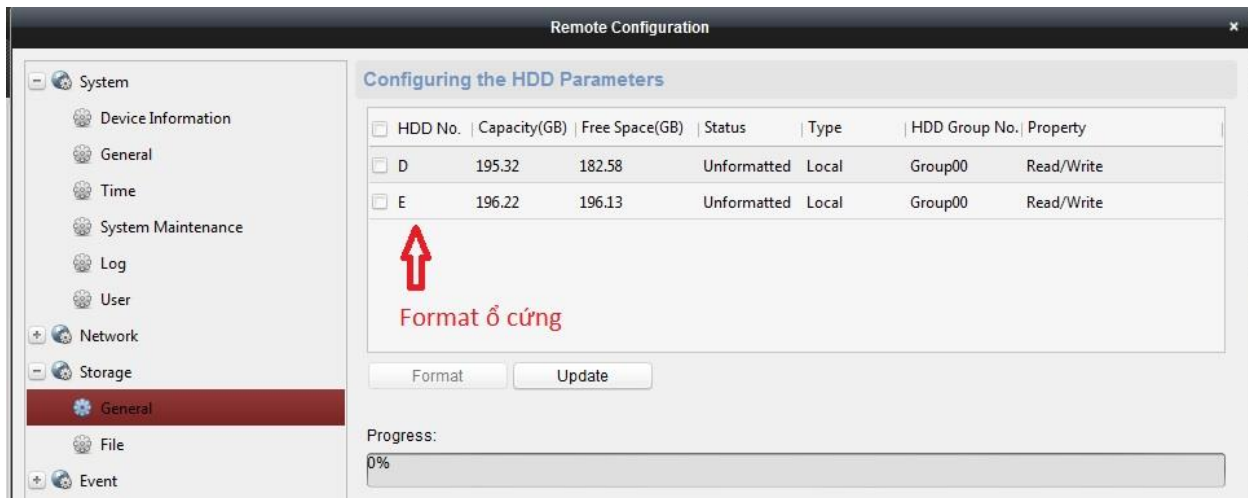 Remote Configuration
System
Device Information
General
Time
System Maintenance
Log
User
Network
Storage
General
File
Event
Configuring the HDD Parameters
HDD No. Capacity(GB) Free Space(GB) Status Type HDD Group No. Property
D 195.32 182.58 Unformatted Local Group00 Read/Write
E 196.22 196.13 Unformatted Local Group00 Read/Write
Format ổ cứng
Format Update
Progress:
0%